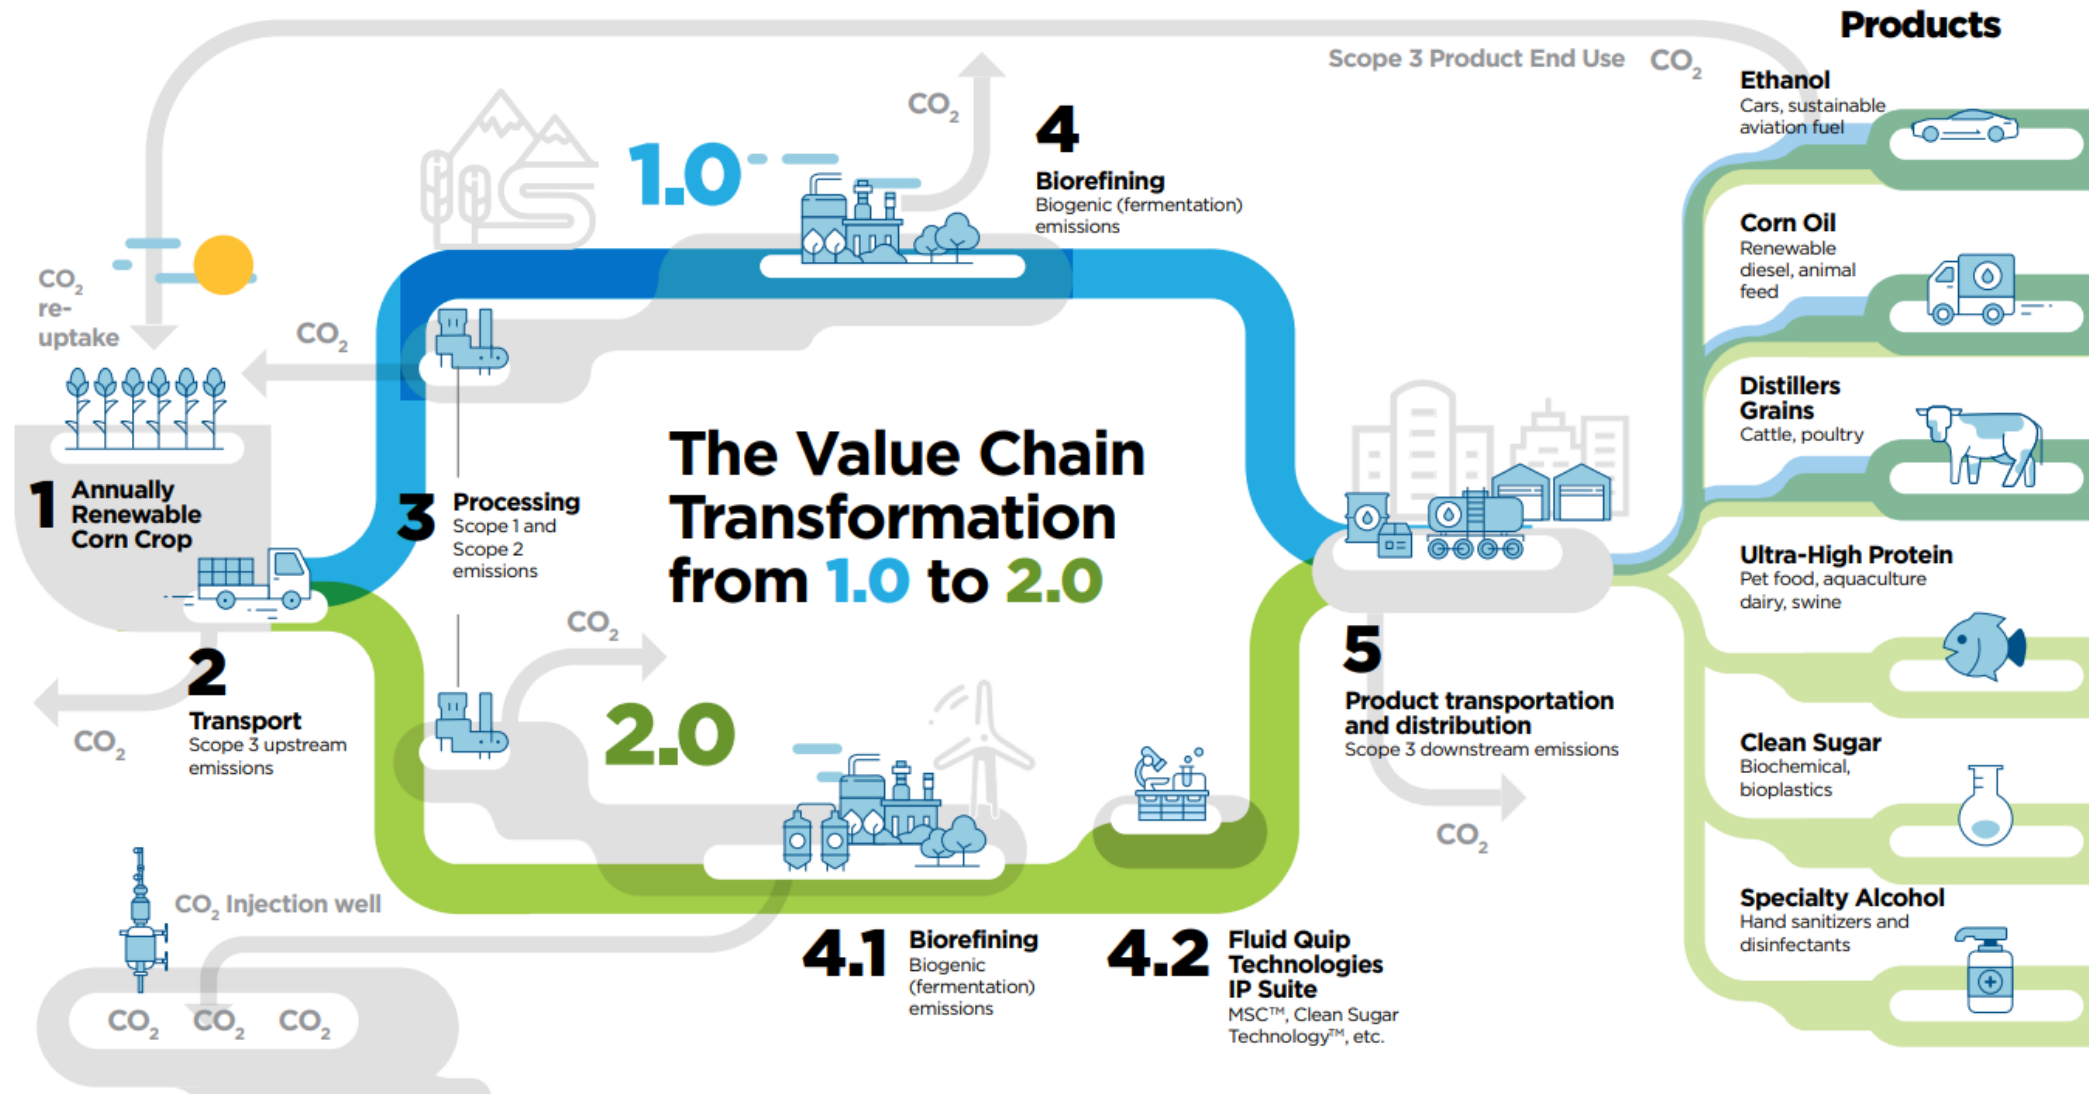 Products
Scope 3 Product End Use CO2
Ethanol
Cars, sustainable
aviation fuel
Corn Oil
Renewable
diesel, animal
feed
Distillers
Grains
Cattle, poultry
Ultra-High Protein
Pet food, aquaculture
dairy, swine
Clean Sugar
Biochemical,
bioplastics
Specialty Alcohol
Hand sanitizers and
disinfectants
CO2
re-
uptake
CO2
1 Annually
Renewable
Corn Crop
2
Transport
Scope 3 upstream
emissions
CO2
1.0
CO2
4
Biorefining
Biogenic (fermentation)
emissions
3 Processing
Scope 1 and
Scope 2
emissions
The Value Chain
Transformation
from 1.0 to 2.0
CO2
2.0
5
Product transportation
and distribution
Scope 3 downstream emissions
CO2
CO2 Injection well
CO2 CO2 CO2
4.1 Biorefining
Biogenic
(fermentation)
emissions
4.2 Fluid Quip
Technologies
IP Suite
MSC™, Clean Sugar
Technology™, etc.